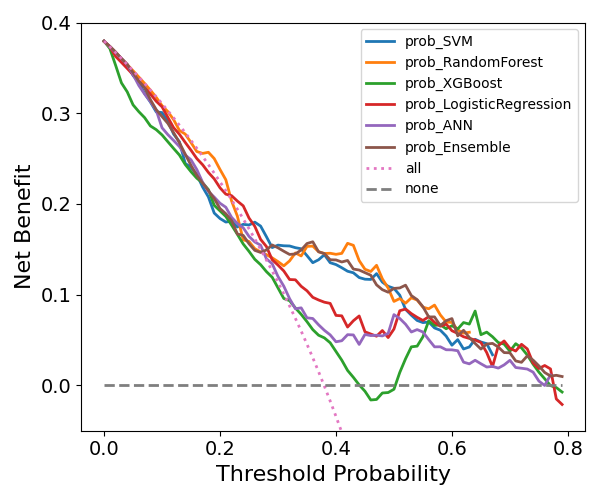 Net Benefit
0.4
0.3
0.2
0.1
0.0
prob_SVM
prob_RandomForest
prob_XGBoost
prob_LogisticRegression
prob_ANN
prob_Ensemble
all
none
0.0 0.2 0.4 0.6 0.8
Threshold Probability